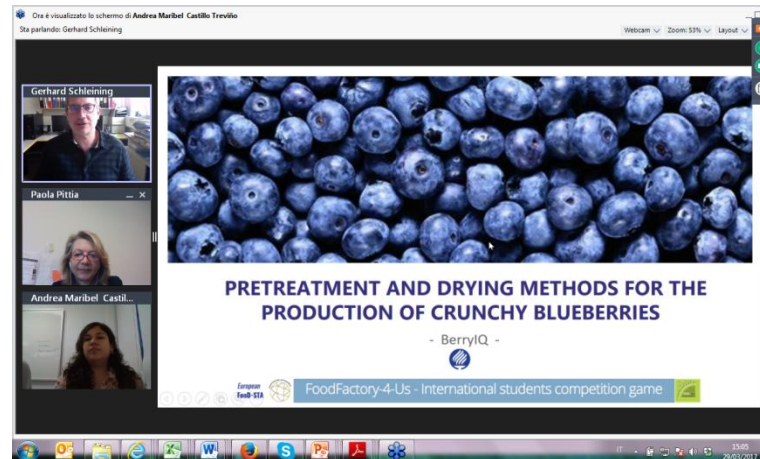 Ora è visualizzato lo schermo di Andrea Maribel Castillo Treviño
Sta parlando: Gerhard Schleining
Webcam
Zoom: 53%
Layout
Gerhard Schleining
Paola Pittia
Andrea Maribel Castil...
PRETREATMENT AND DRYING METHODS FOR THE
PRODUCTION OF CRUNCHY BLUEBERRIES
- BerryIQ -
European
FooD-STA
FoodFactory-4-Us - International students competition game
IT
15:05
29/03/2017